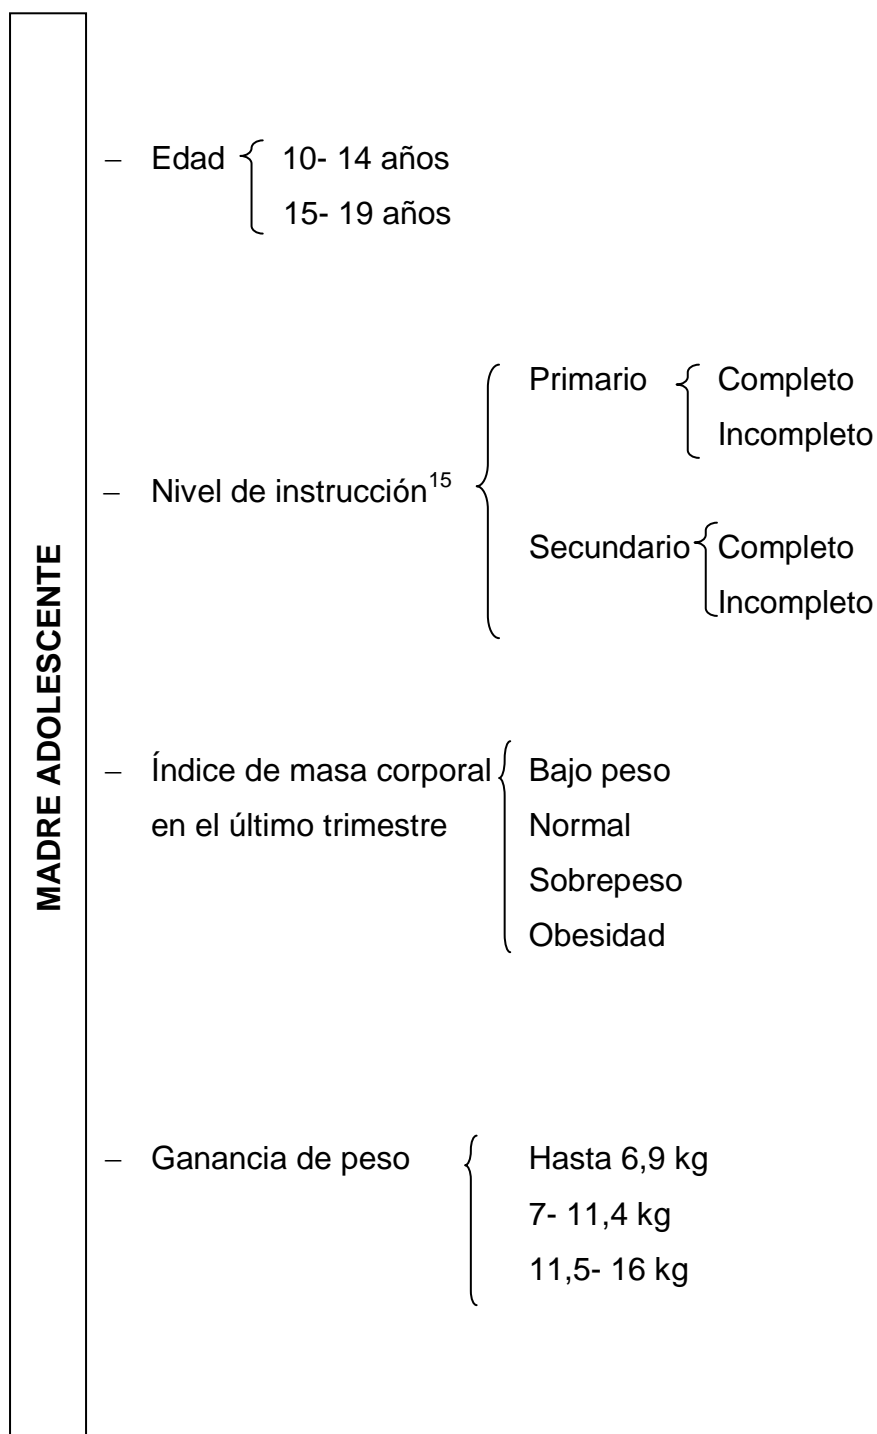 MADRE ADOLESCENTE
– Edad 10- 14 años
15- 19 años
Primario Completo
Incompleto
– Nivel de instrucción15
Secundario Completo
Incompleto
– Índice de masa corporal Bajo peso
en el último trimestre Normal
Sobrepeso
Obesidad
– Ganancia de peso Hasta 6,9 kg
7- 11,4 kg
11,5- 16 kg